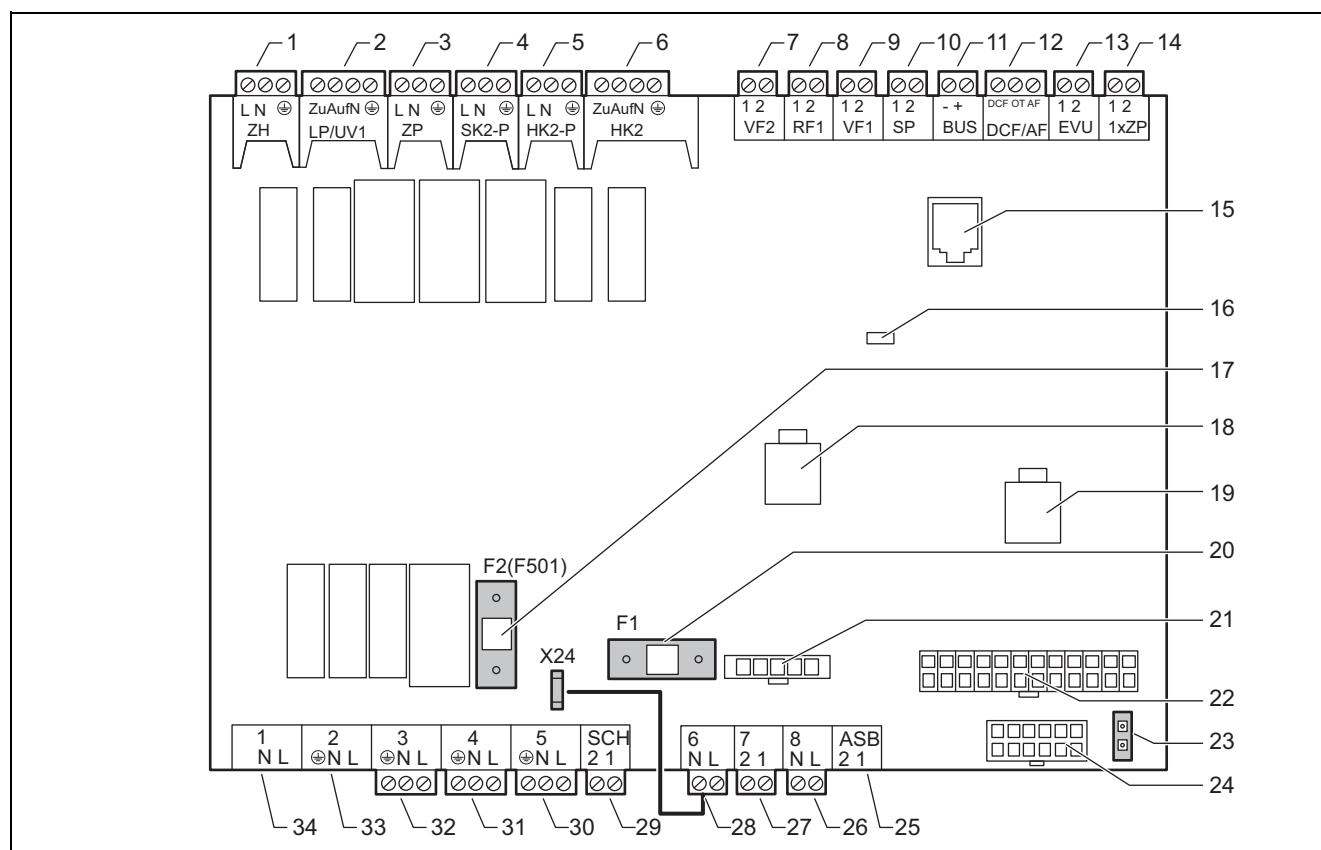 1 2 3 4 5 6 7 8 9 10 11 12 13 14
L N ⏚ ZuAufN ⏚ L N ⏚ L N ⏚ L N ⏚ ZuAufN ⏚ 1 2 1 2 1 2 1 2 - + DCF OT AF 1 2 1 2
ZH LP/UV1 ZP SK2-P HK2-P HK2 VF2 RF1 VF1 SP BUS DCF/AF EVU 1xZP
15
16
17
18
19
F2(F501)
20
F1
21
X24
22
23
24
1 2 3 4 5 SCH 6 7 8 ASB
N L ⏚N L ⏚N L ⏚N L ⏚N L 2 1 N L 2 1 N L 2 1
34 33 32 31 30 29 28 27 26 25